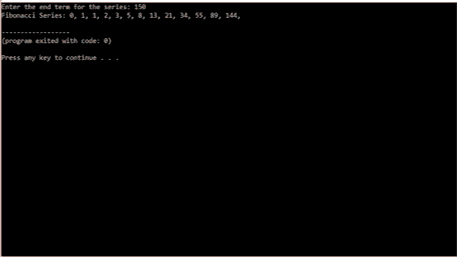 Enter the end term for the series: 150
Fibonacci Series: 0, 1, 1, 2, 3, 5, 8, 13, 21, 34, 55, 89, 144,
------------------
(program exited with code: 0)
Press any key to continue . . .